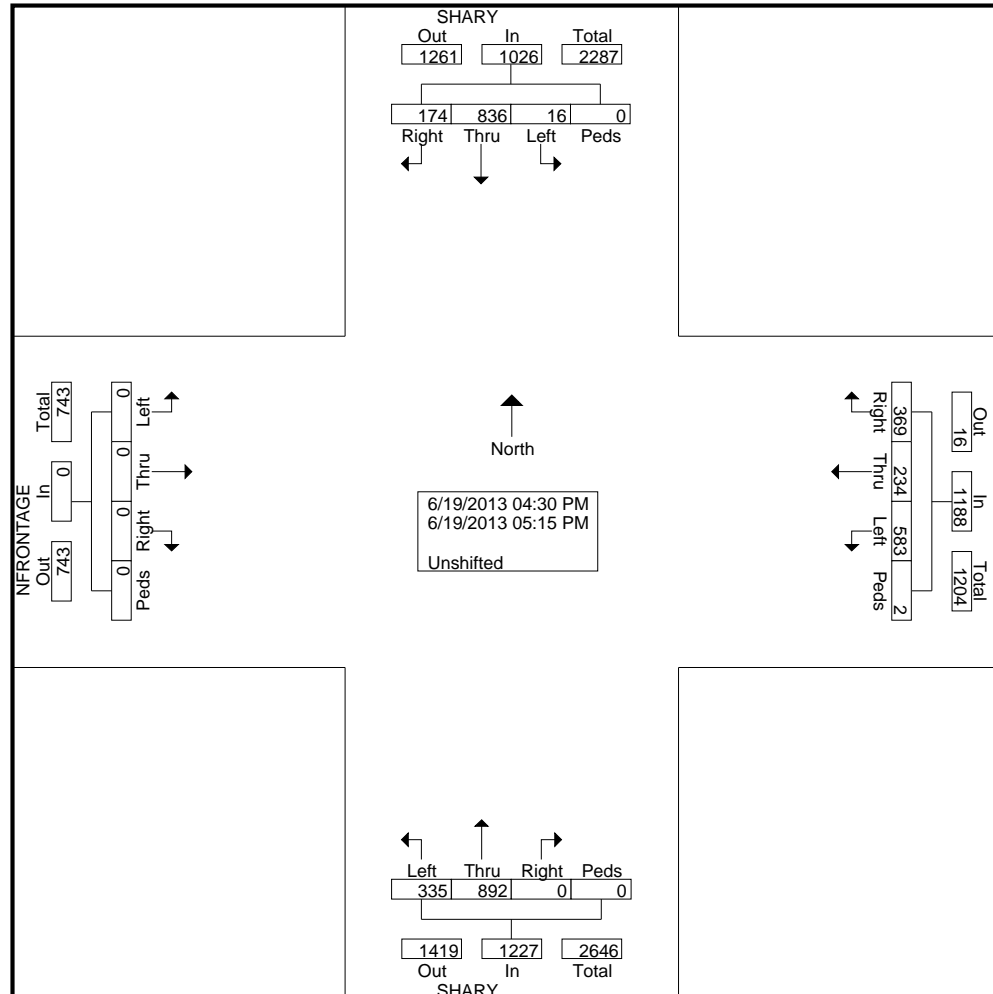 SHARY
Out In Total
1261 1026 2287
174 836 16 0
Right Thru Left Peds
Total In Out
743 0 743
NFRONTAGE
0 0 0 0
Left Thru Right Peds
North
6/19/2013 04:30 PM
6/19/2013 05:15 PM
Unshifted
Right Thru Left Peds
369 234 583 2
Out In Total
16 1188 1204
Left Thru Right Peds
335 892 0 0
1419 1227 2646
Out In Total
SHARY